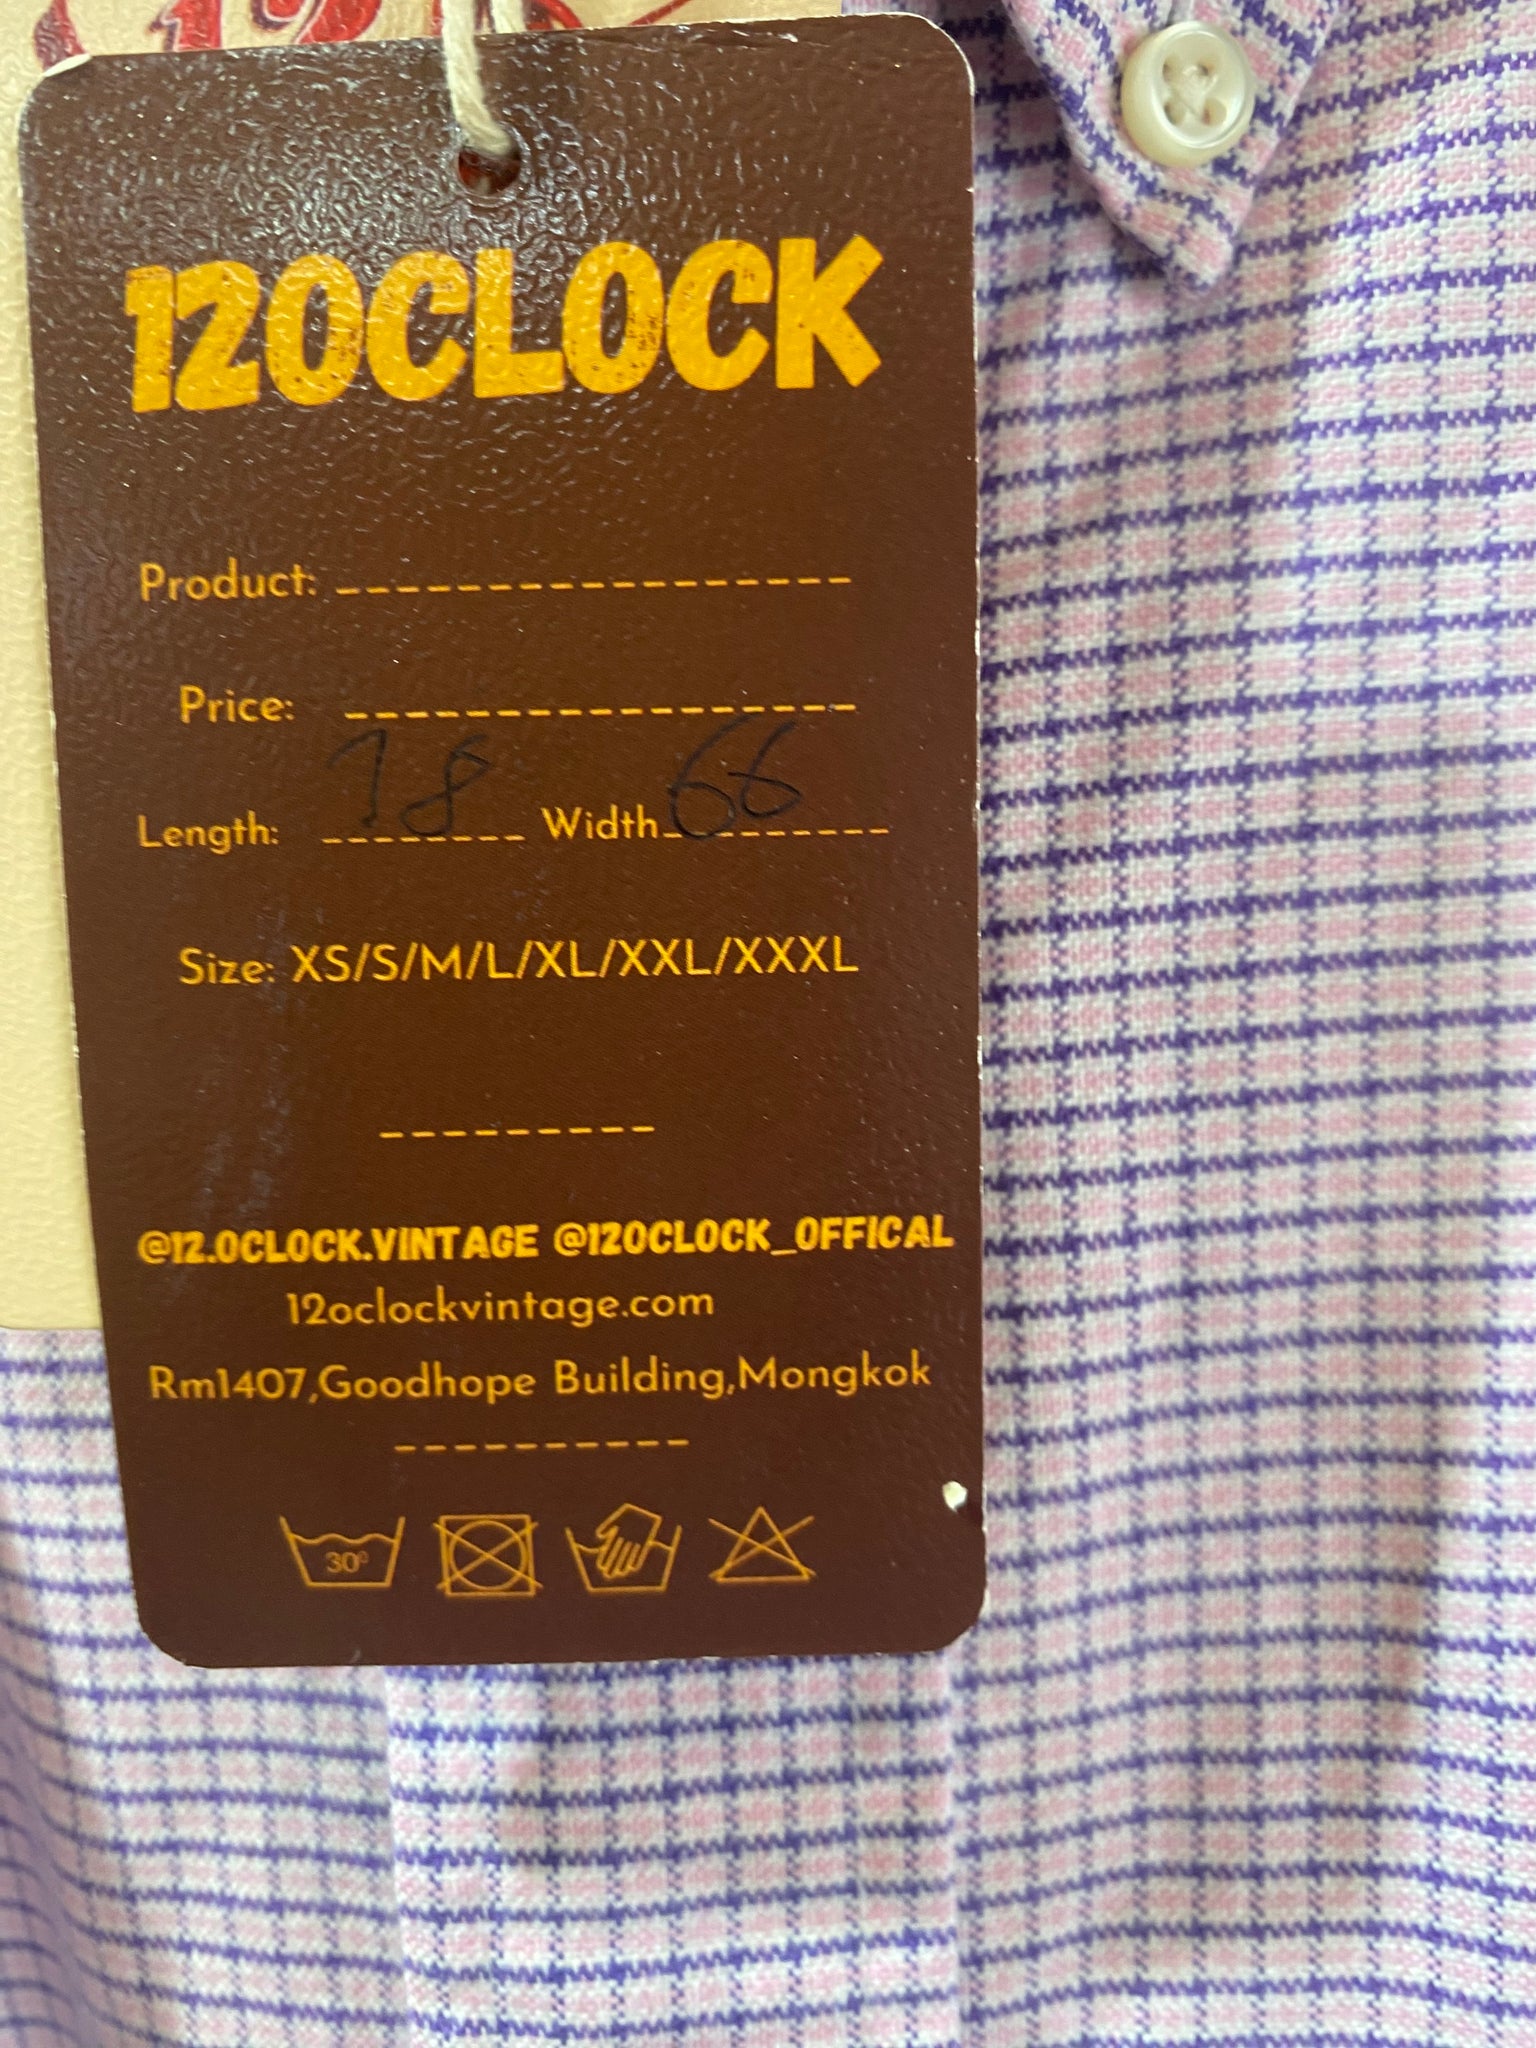 12
12OCLOCK
Product: _ _ _ _ _ _ _ _ _ _ _ _ _ _ _ _ _
Price: _ _ _ _ _ _ _ _ _ _ _ _ _ _ _ _ _
Length: 78 Width 66
Size: XS/S/M/L/XL/XXL/XXXL
@12.OCLOCK.VINTAGE @12OCLOCK_OFFICAL
12oclockvintage.com
Rm1407,Goodhope Building,Mongkok
30°